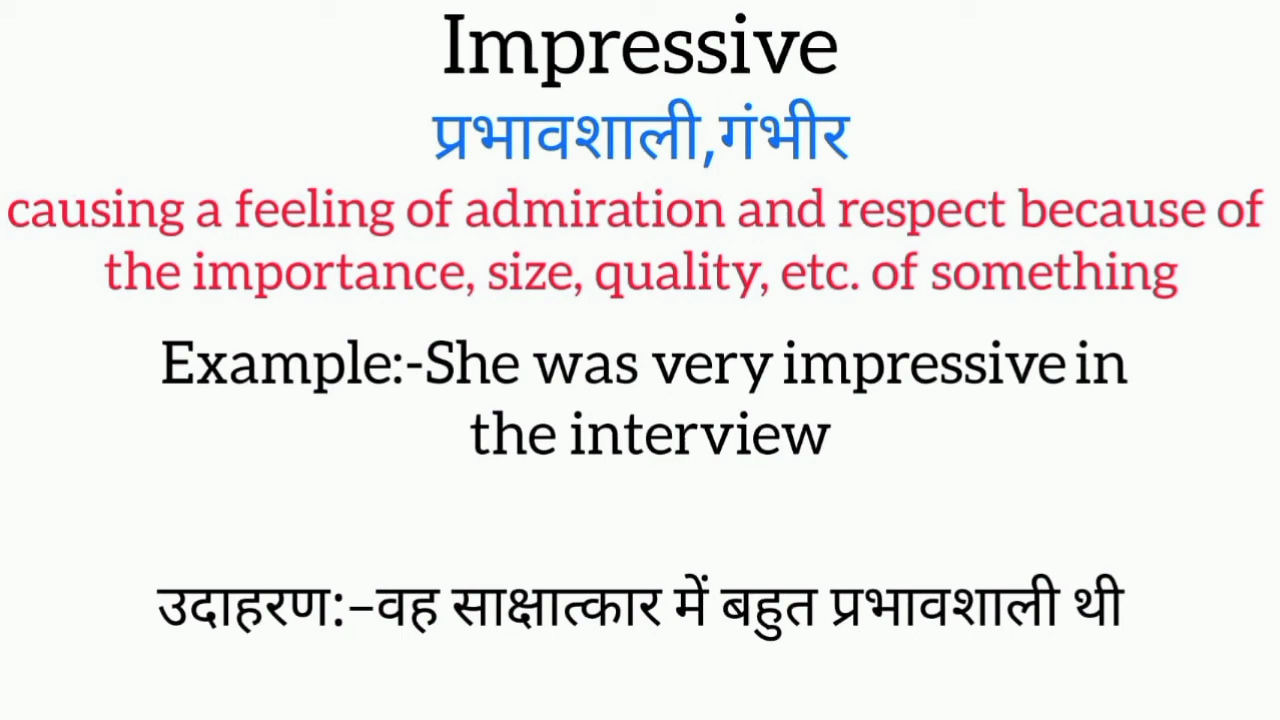 Impressive
प्रभावशाली,गंभीर
causing a feeling of admiration and respect because of
the importance, size, quality, etc. of something
Example:-She was very impressive in
the interview
उदाहरण:–वह साक्षात्कार में बहुत प्रभावशाली थी